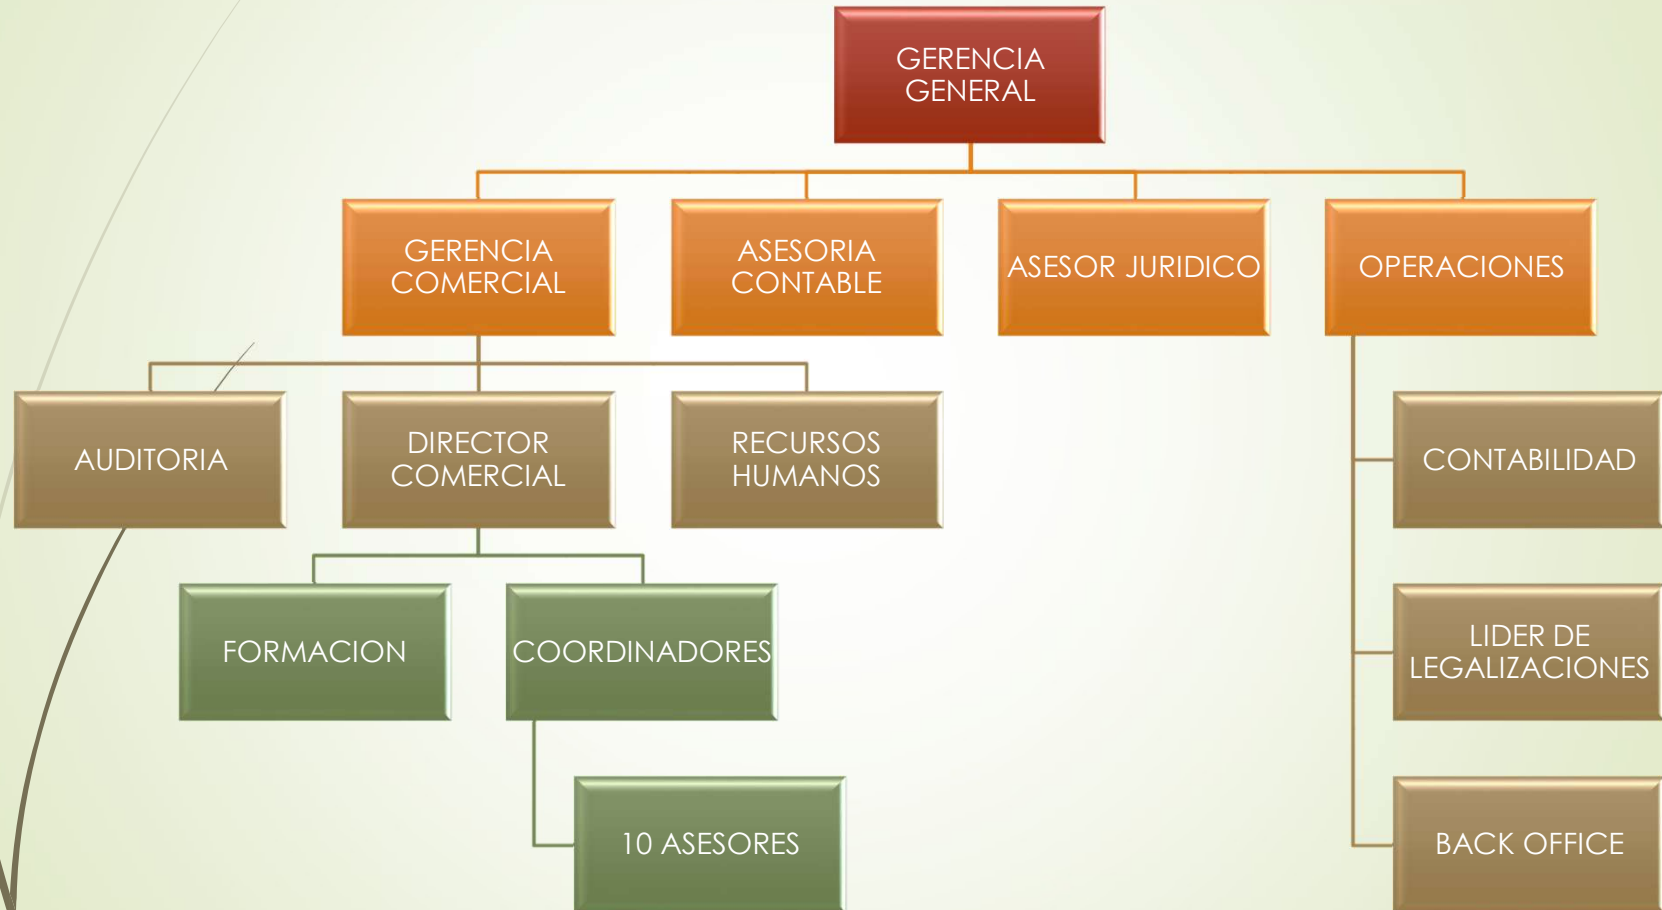 GERENCIA
GENERAL
GERENCIA
COMERCIAL
ASESORIA
CONTABLE
ASESOR JURIDICO
OPERACIONES
AUDITORIA
DIRECTOR
COMERCIAL
RECURSOS
HUMANOS
CONTABILIDAD
FORMACION
COORDINADORES
LIDER DE
LEGALIZACIONES
10 ASESORES
BACK OFFICE